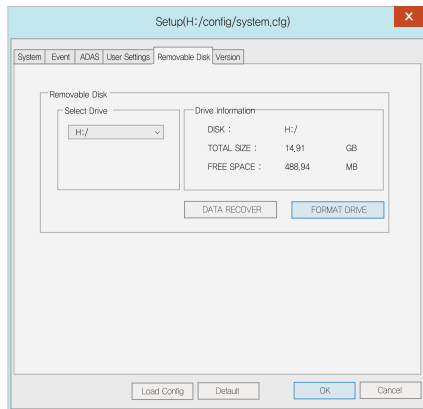 Setup(H:/config/system,cfg)
X
System Event ADAS User Settings Removable Disk Version
Removable Disk
Select Drive
H:/
Drive Information
DISK : H:/
TOTAL SIZE : 14,91 GB
FREE SPACE : 488,94 MB
DATA RECOVER
FORMAT DRIVE
Load Config
Default
OK
Cancel